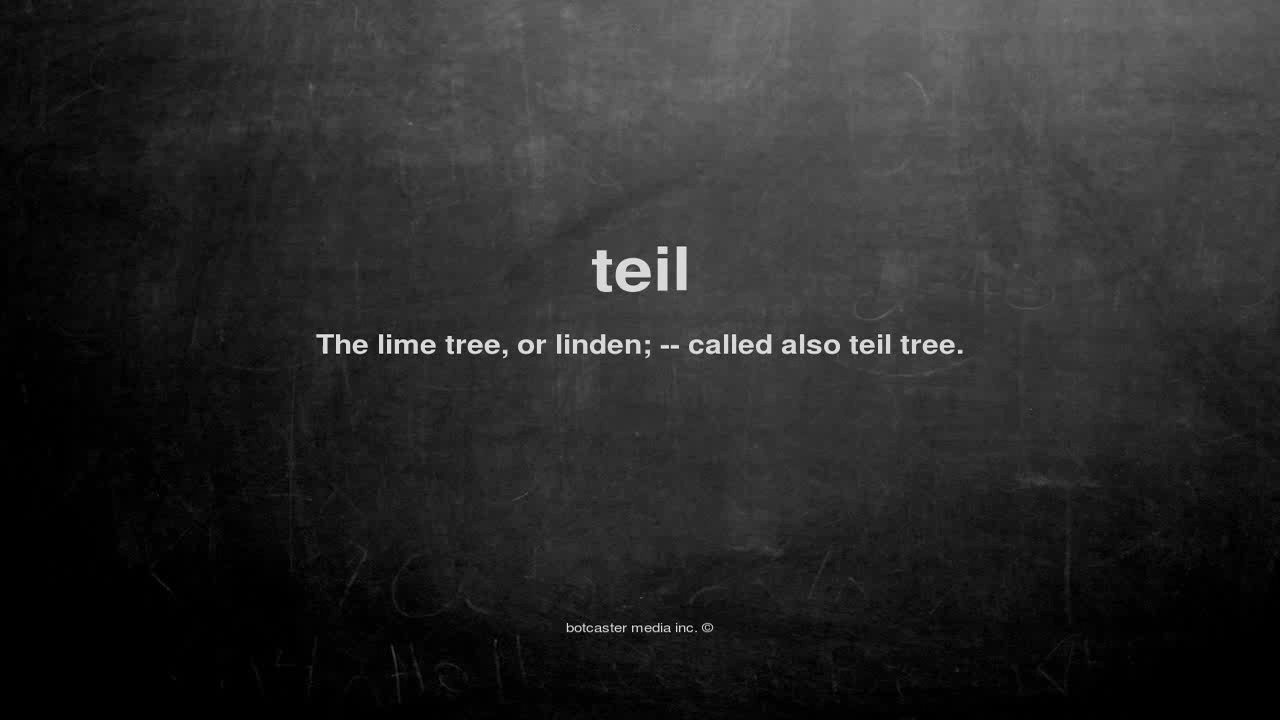 teil
The lime tree, or linden; -- called also teil tree.
botcaster media inc. ©